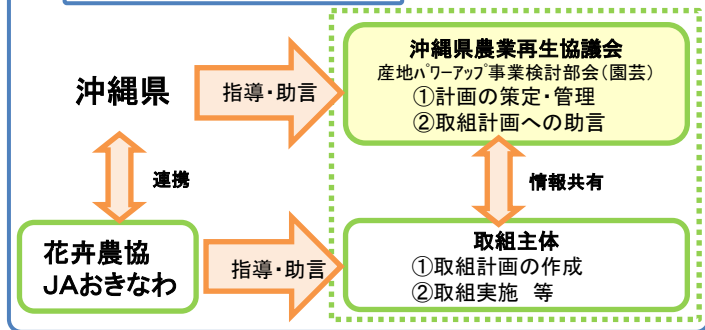 沖縄県
指導・助言
沖縄県農業再生協議会
産地パワーアップ事業検討部会(園芸)
①計画の策定・管理
②取組計画への助言
連携
情報共有
花卉農協
JAおきなわ
指導・助言
取組主体
①取組計画の作成
②取組実施 等